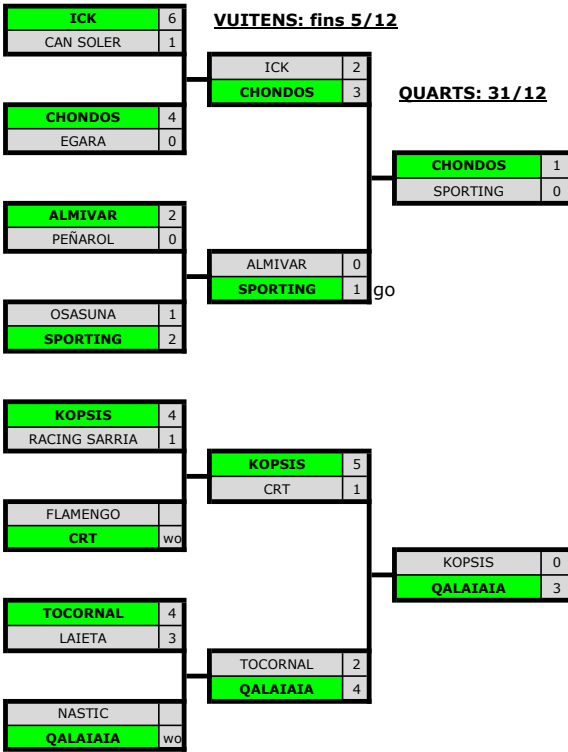 ICK 6
CAN SOLER 1
VUITENS: fins 5/12
ICK 2
CHONDOS 3
QUARTS: 31/12
CHONDOS 4
EGARA 0
CHONDOS 1
SPORTING 0
ALMIVAR 2
PEÑAROL 0
ALMIVAR 0
SPORTING 1 go
OSASUNA 1
SPORTING 2
KOPSIS 4
RACING SARRIA 1
KOPSIS 5
CRT 1
FLAMENGO
CRT wo
KOPSIS 0
QALAIAIA 3
TOCORNAL 4
LAIETA 3
TOCORNAL 2
QALAIAIA 4
NASTIC
QALAIAIA wo